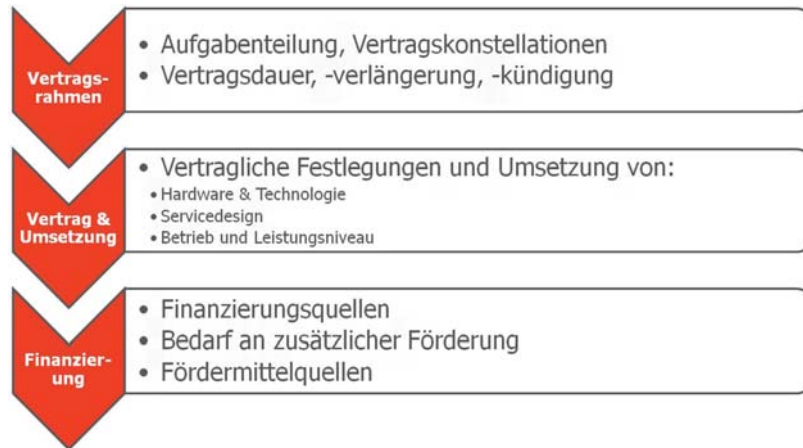 Vertrags-
rahmen
• Aufgabenteilung, Vertragskonstellationen
• Vertragsdauer, -verlängerung, -kündigung
Vertrag &
Umsetzung
• Vertragliche Festlegungen und Umsetzung von:
• Hardware & Technologie
• Servicedesign
• Betrieb und Leistungsniveau
Finanzier-
ung
• Finanzierungsquellen
• Bedarf an zusätzlicher Förderung
• Fördermittelquellen